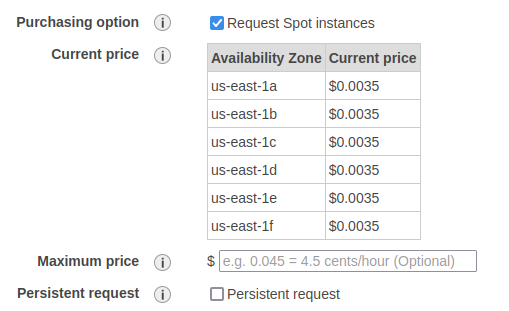 Purchasing option i Request Spot instances
Current price i
Availability Zone Current price
us-east-1a $0.0035
us-east-1b $0.0035
us-east-1c $0.0035
us-east-1d $0.0035
us-east-1e $0.0035
us-east-1f $0.0035
Maximum price i $ e.g. 0.045 = 4.5 cents/hour (Optional)
Persistent request i Persistent request